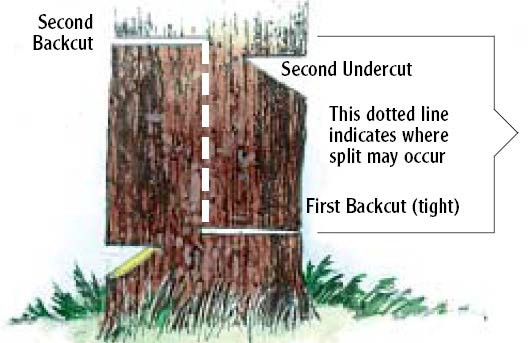 Second
Backcut
Second Undercut
This dotted line
indicates where
split may occur
First Backcut (tight)